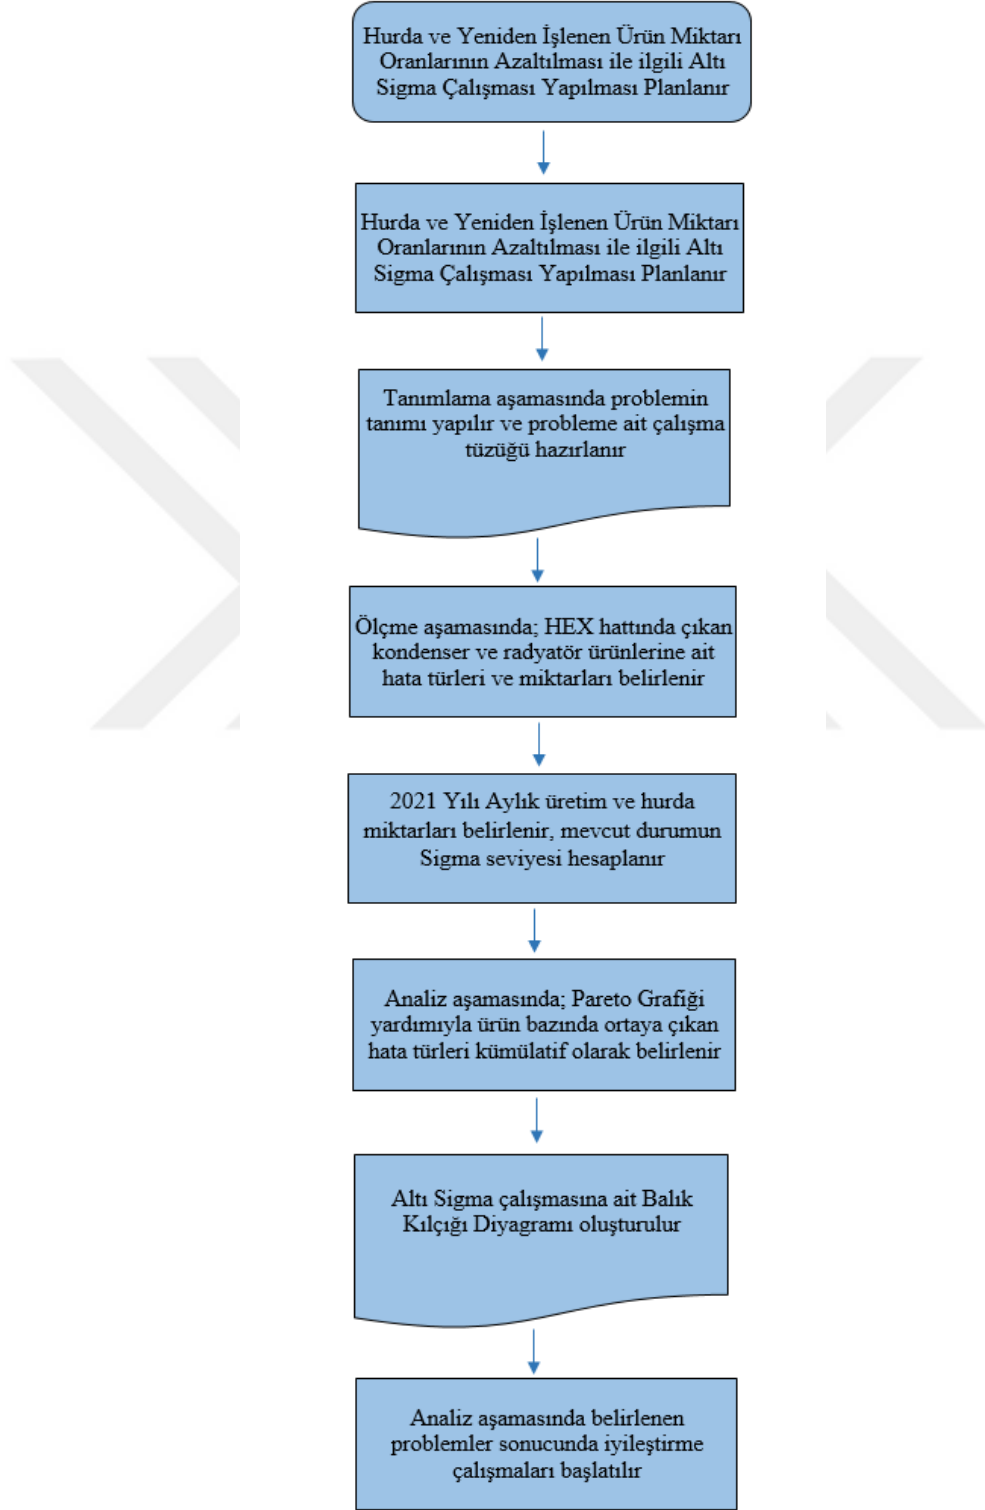 Hurda ve Yeniden İşlenen Ürün Miktarı
Oranlarının Azaltılması ile ilgili Altı
Sigma Çalışması Yapılması Planlanır
Hurda ve Yeniden İşlenen Ürün Miktarı
Oranlarının Azaltılması ile ilgili Altı
Sigma Çalışması Yapılması Planlanır
Tanımlama aşamasında problemin
tanımı yapılır ve probleme ait çalışma
tüzüğü hazırlanır
Ölçme aşamasında; HEX hattında çıkan
kondenser ve radyatör ürünlerine ait
hata türleri ve miktarları belirlenir
2021 Yılı Aylık üretim ve hurda
miktarları belirlenir, mevcut durumun
Sigma seviyesi hesaplanır
Analiz aşamasında; Pareto Grafiği
yardımıyla ürün bazında ortaya çıkan
hata türleri kümülatif olarak belirlenir
Altı Sigma çalışmasına ait Balık
Kılçığı Diyagramı oluşturulur
Analiz aşamasında belirlenen
problemler sonucunda iyileştirme
çalışmaları başlatılır